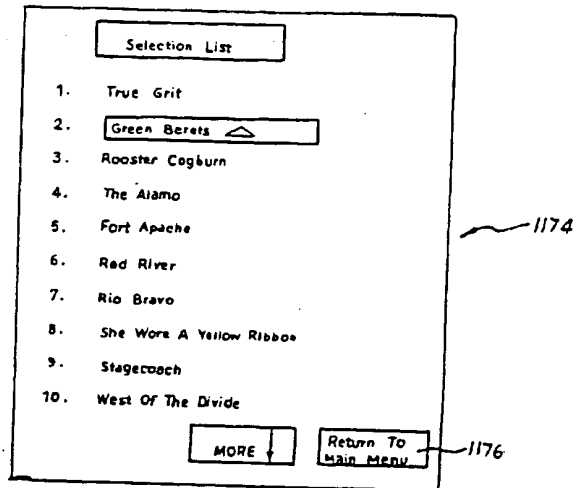 Selection List
1. True Grit
2. Green Berets
3. Rooster Cogburn
4. The Alamo
5. Fort Apache
6. Red River
7. Rio Bravo
8. She Wore A Yellow Ribbon
9. Stagecoach
10. West Of The Divide
MORE
Return To
Main Menu
1174
1176